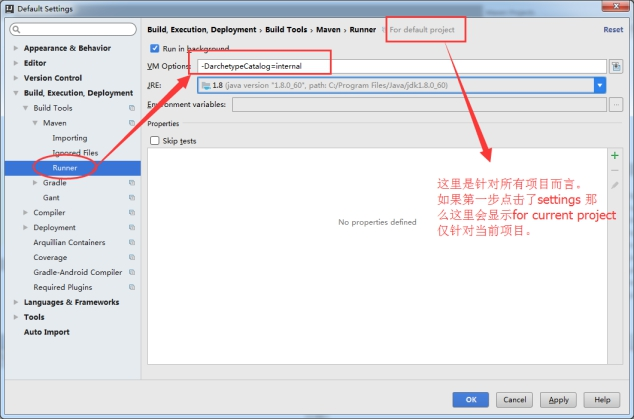 Default Settings
Build, Execution, Deployment › Build Tools › Maven › Runner
For default project
Reset
Appearance & Behavior
Editor
Version Control
Build, Execution, Deployment
Build Tools
Maven
Importing
Ignored Files
Runner
Gradle
Gant
Compiler
Deployment
Arquillian Containers
Coverage
Gradle-Android Compiler
Required Plugins
Languages & Frameworks
Tools
Auto Import
Run in background
VM Options: -DarchetypeCatalog=internal
JRE: 1.8 (java version "1.8.0_60", path: C:/Program Files/Java/jdk1.8.0_60)
Environment variables:
Properties
Skip tests
No properties defined
这里是针对所有项目而言。
如果第一步点击了settings 那
么这里会显示for current project
仅针对当前项目。
OK
Cancel
Apply
Help